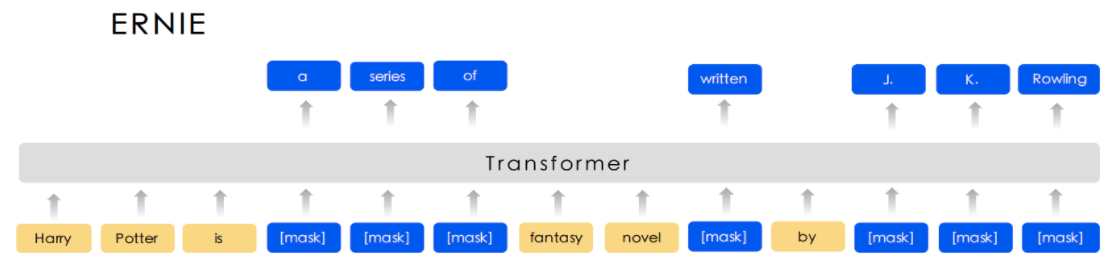 ERNIE
a series of written J. K. Rowling
Transformer
Harry Potter is [mask] [mask] [mask] fantasy novel [mask] by [mask] [mask] [mask]